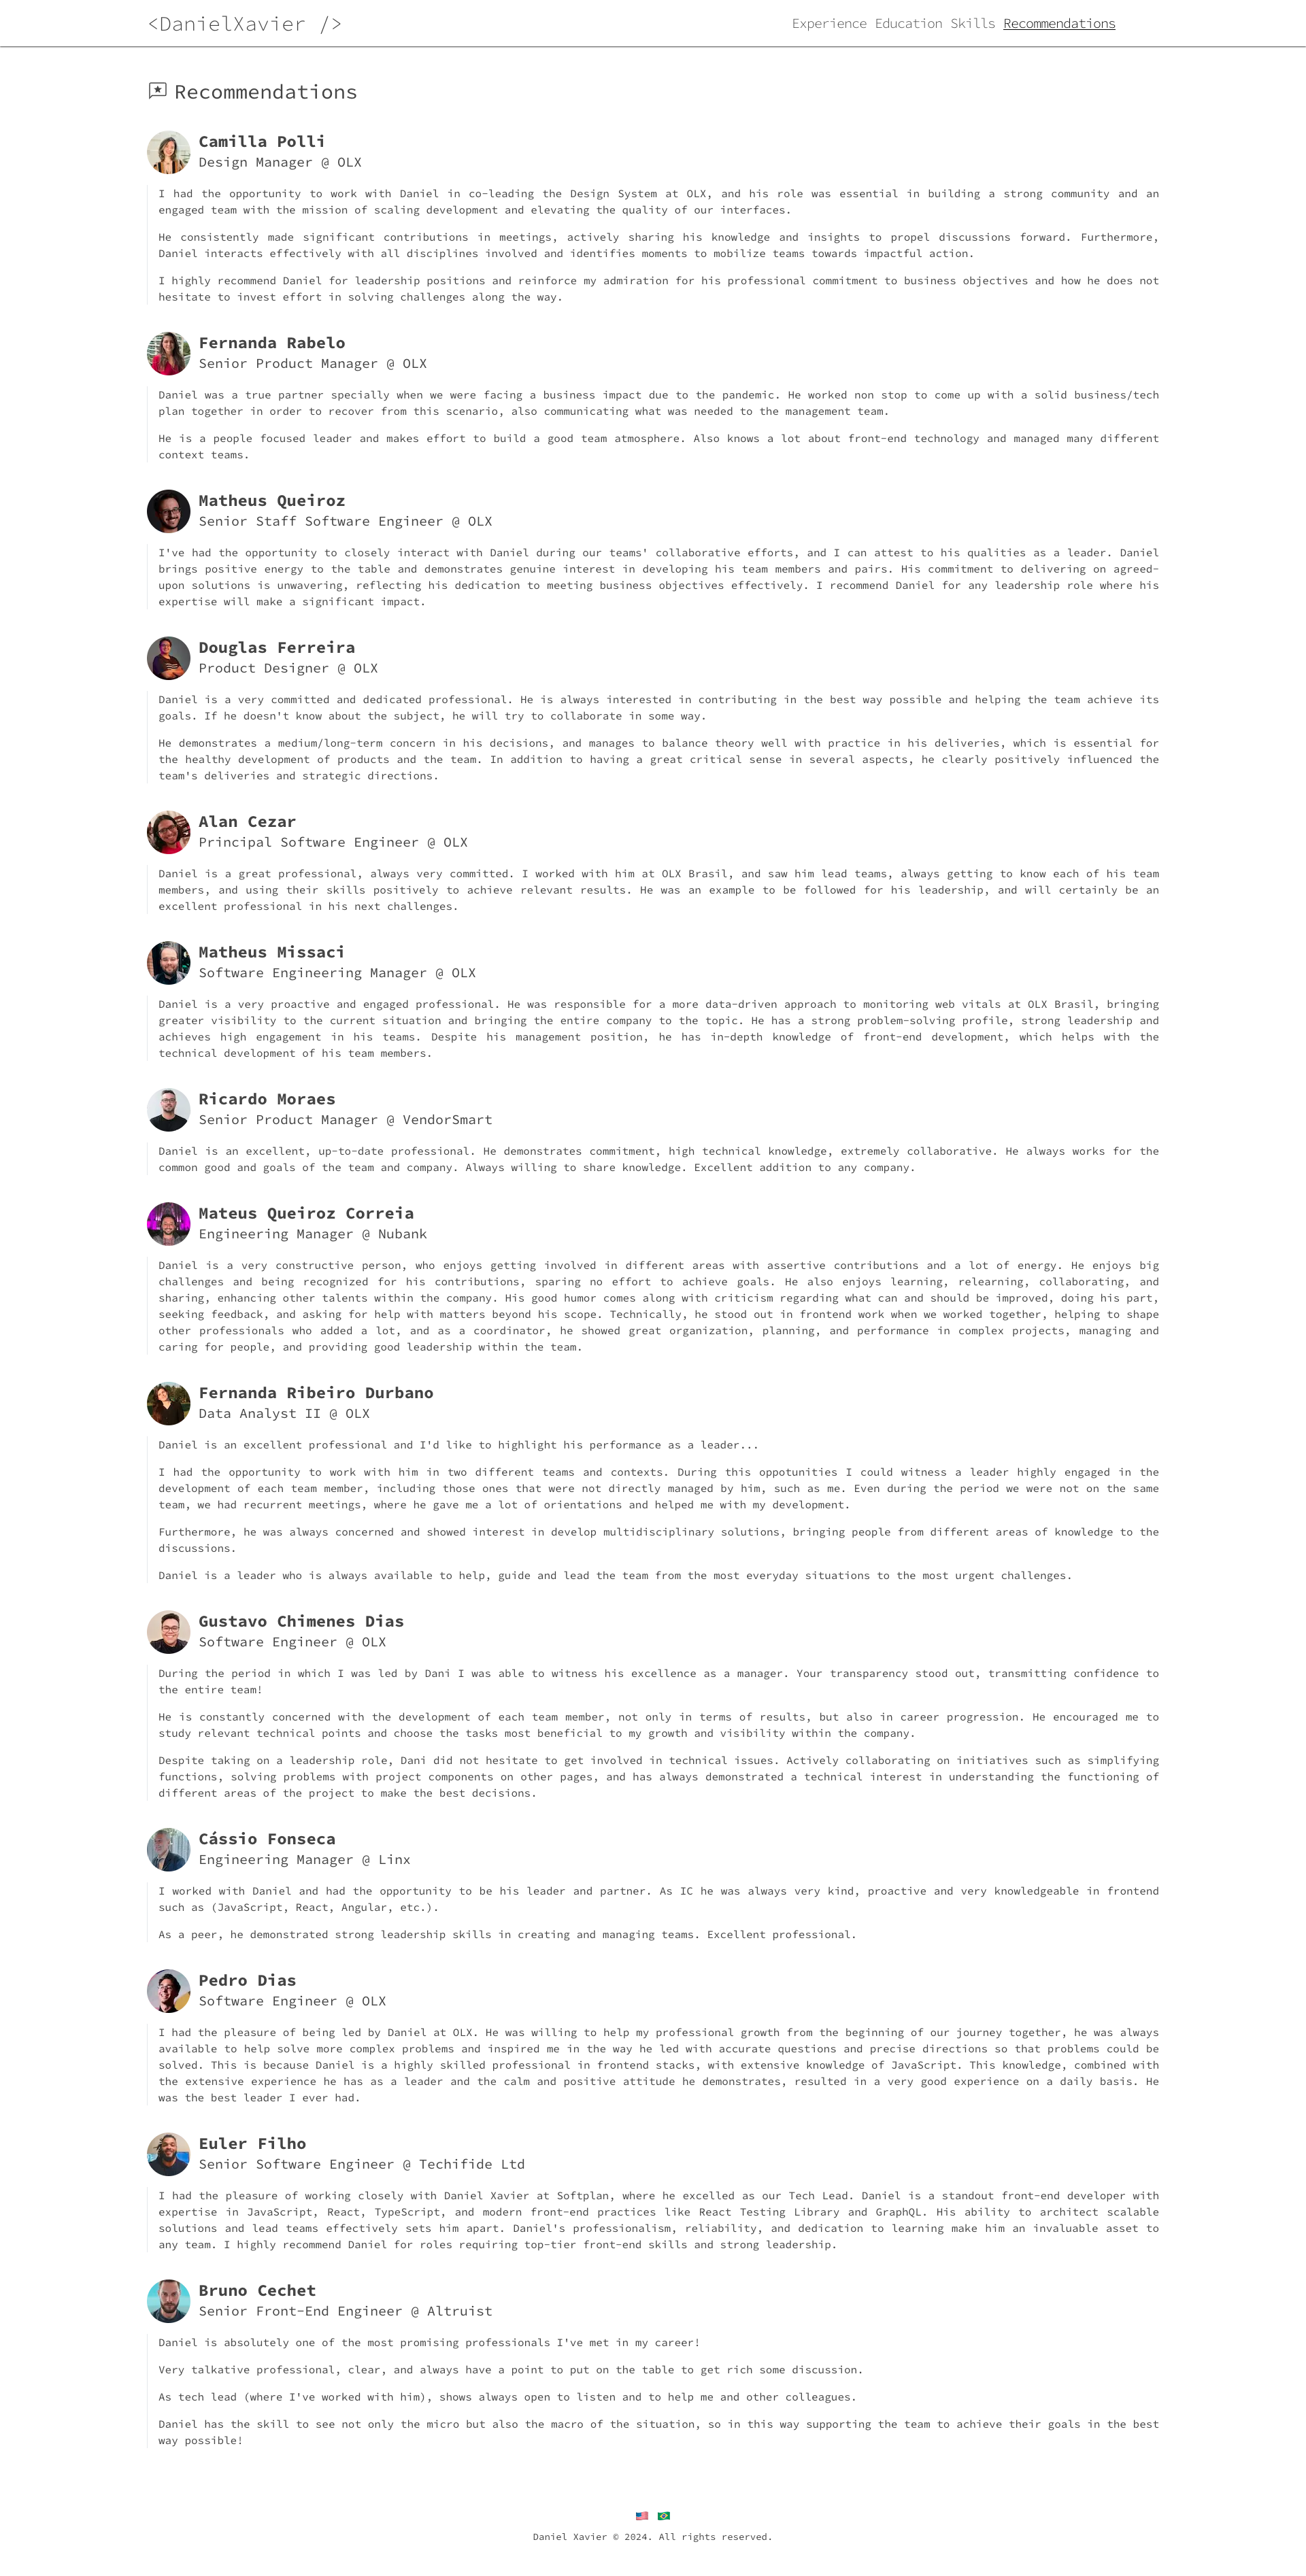 <DanielXavier />
Experience Education Skills Recommendations
Recommendations
Camilla Polli
Design Manager @ OLX
I had the opportunity to work with Daniel in co-leading the Design System at OLX, and his role was essential in building a strong community and an
engaged team with the mission of scaling development and elevating the quality of our interfaces.
He consistently made significant contributions in meetings, actively sharing his knowledge and insights to propel discussions forward. Furthermore,
Daniel interacts effectively with all disciplines involved and identifies moments to mobilize teams towards impactful action.
I highly recommend Daniel for leadership positions and reinforce my admiration for his professional commitment to business objectives and how he does not
hesitate to invest effort in solving challenges along the way.
Fernanda Rabelo
Senior Product Manager @ OLX
Daniel was a true partner specially when we were facing a business impact due to the pandemic. He worked non stop to come up with a solid business/tech
plan together in order to recover from this scenario, also communicating what was needed to the management team.
He is a people focused leader and makes effort to build a good team atmosphere. Also knows a lot about front-end technology and managed many different
context teams.
Matheus Queiroz
Senior Staff Software Engineer @ OLX
I've had the opportunity to closely interact with Daniel during our teams' collaborative efforts, and I can attest to his qualities as a leader. Daniel
brings positive energy to the table and demonstrates genuine interest in developing his team members and pairs. His commitment to delivering on agreed-
upon solutions is unwavering, reflecting his dedication to meeting business objectives effectively. I recommend Daniel for any leadership role where his
expertise will make a significant impact.
Douglas Ferreira
Product Designer @ OLX
Daniel is a very committed and dedicated professional. He is always interested in contributing in the best way possible and helping the team achieve its
goals. If he doesn't know about the subject, he will try to collaborate in some way.
He demonstrates a medium/long-term concern in his decisions, and manages to balance theory well with practice in his deliveries, which is essential for
the healthy development of products and the team. In addition to having a great critical sense in several aspects, he clearly positively influenced the
team's deliveries and strategic directions.
Alan Cezar
Principal Software Engineer @ OLX
Daniel is a great professional, always very committed. I worked with him at OLX Brasil, and saw him lead teams, always getting to know each of his team
members, and using their skills positively to achieve relevant results. He was an example to be followed for his leadership, and will certainly be an
excellent professional in his next challenges.
Matheus Missaci
Software Engineering Manager @ OLX
Daniel is a very proactive and engaged professional. He was responsible for a more data-driven approach to monitoring web vitals at OLX Brasil, bringing
greater visibility to the current situation and bringing the entire company to the topic. He has a strong problem-solving profile, strong leadership and
achieves high engagement in his teams. Despite his management position, he has in-depth knowledge of front-end development, which helps with the
technical development of his team members.
Ricardo Moraes
Senior Product Manager @ VendorSmart
Daniel is an excellent, up-to-date professional. He demonstrates commitment, high technical knowledge, extremely collaborative. He always works for the
common good and goals of the team and company. Always willing to share knowledge. Excellent addition to any company.
Mateus Queiroz Correia
Engineering Manager @ Nubank
Daniel is a very constructive person, who enjoys getting involved in different areas with assertive contributions and a lot of energy. He enjoys big
challenges and being recognized for his contributions, sparing no effort to achieve goals. He also enjoys learning, relearning, collaborating, and
sharing, enhancing other talents within the company. His good humor comes along with criticism regarding what can and should be improved, doing his part,
seeking feedback, and asking for help with matters beyond his scope. Technically, he stood out in frontend work when we worked together, helping to shape
other professionals who added a lot, and as a coordinator, he showed great organization, planning, and performance in complex projects, managing and
caring for people, and providing good leadership within the team.
Fernanda Ribeiro Durbano
Data Analyst II @ OLX
Daniel is an excellent professional and I'd like to highlight his performance as a leader...
I had the opportunity to work with him in two different teams and contexts. During this oppotunities I could witness a leader highly engaged in the
development of each team member, including those ones that were not directly managed by him, such as me. Even during the period we were not on the same
team, we had recurrent meetings, where he gave me a lot of orientations and helped me with my development.
Furthermore, he was always concerned and showed interest in develop multidisciplinary solutions, bringing people from different areas of knowledge to the
discussions.
Daniel is a leader who is always available to help, guide and lead the team from the most everyday situations to the most urgent challenges.
Gustavo Chimenes Dias
Software Engineer @ OLX
During the period in which I was led by Dani I was able to witness his excellence as a manager. Your transparency stood out, transmitting confidence to
the entire team!
He is constantly concerned with the development of each team member, not only in terms of results, but also in career progression. He encouraged me to
study relevant technical points and choose the tasks most beneficial to my growth and visibility within the company.
Despite taking on a leadership role, Dani did not hesitate to get involved in technical issues. Actively collaborating on initiatives such as simplifying
functions, solving problems with project components on other pages, and has always demonstrated a technical interest in understanding the functioning of
different areas of the project to make the best decisions.
Cássio Fonseca
Engineering Manager @ Linx
I worked with Daniel and had the opportunity to be his leader and partner. As IC he was always very kind, proactive and very knowledgeable in frontend
such as (JavaScript, React, Angular, etc.).
As a peer, he demonstrated strong leadership skills in creating and managing teams. Excellent professional.
Pedro Dias
Software Engineer @ OLX
I had the pleasure of being led by Daniel at OLX. He was willing to help my professional growth from the beginning of our journey together, he was always
available to help solve more complex problems and inspired me in the way he led with accurate questions and precise directions so that problems could be
solved. This is because Daniel is a highly skilled professional in frontend stacks, with extensive knowledge of JavaScript. This knowledge, combined with
the extensive experience he has as a leader and the calm and positive attitude he demonstrates, resulted in a very good experience on a daily basis. He
was the best leader I ever had.
Euler Filho
Senior Software Engineer @ Techifide Ltd
I had the pleasure of working closely with Daniel Xavier at Softplan, where he excelled as our Tech Lead. Daniel is a standout front-end developer with
expertise in JavaScript, React, TypeScript, and modern front-end practices like React Testing Library and GraphQL. His ability to architect scalable
solutions and lead teams effectively sets him apart. Daniel's professionalism, reliability, and dedication to learning make him an invaluable asset to
any team. I highly recommend Daniel for roles requiring top-tier front-end skills and strong leadership.
Bruno Cechet
Senior Front-End Engineer @ Altruist
Daniel is absolutely one of the most promising professionals I've met in my career!
Very talkative professional, clear, and always have a point to put on the table to get rich some discussion.
As tech lead (where I've worked with him), shows always open to listen and to help me and other colleagues.
Daniel has the skill to see not only the micro but also the macro of the situation, so in this way supporting the team to achieve their goals in the best
way possible!
Daniel Xavier © 2024. All rights reserved.